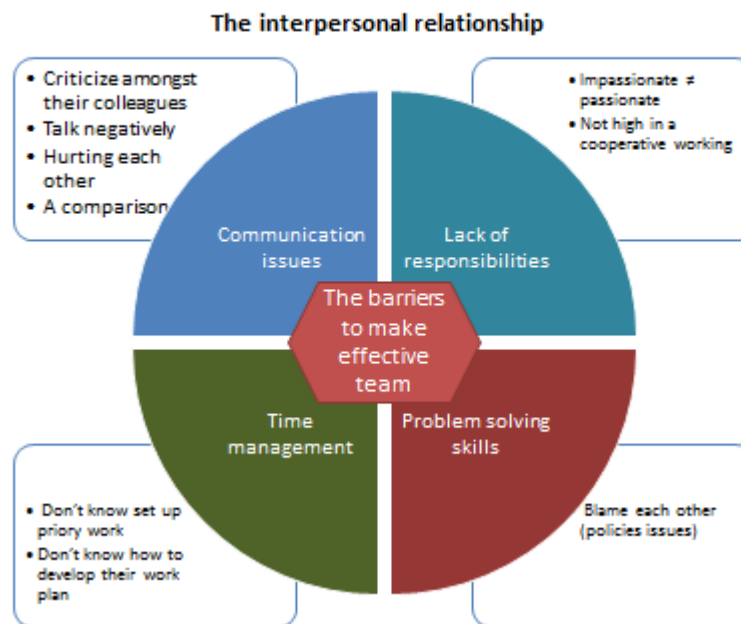 The interpersonal relationship
• Criticize amongst
their colleagues
• Talk negatively
• Hurting each
other
• A comparison
• Impassionate ≠
passionate
• Not high in a
cooperative working
Communication
issues
Lack of
responsibilities
The barriers
to make
effective
team
Time
management
Problem solving
skills
• Don't know set up
priory work
• Don't know how to
develop their work
plan
Blame each other
(policies issues)